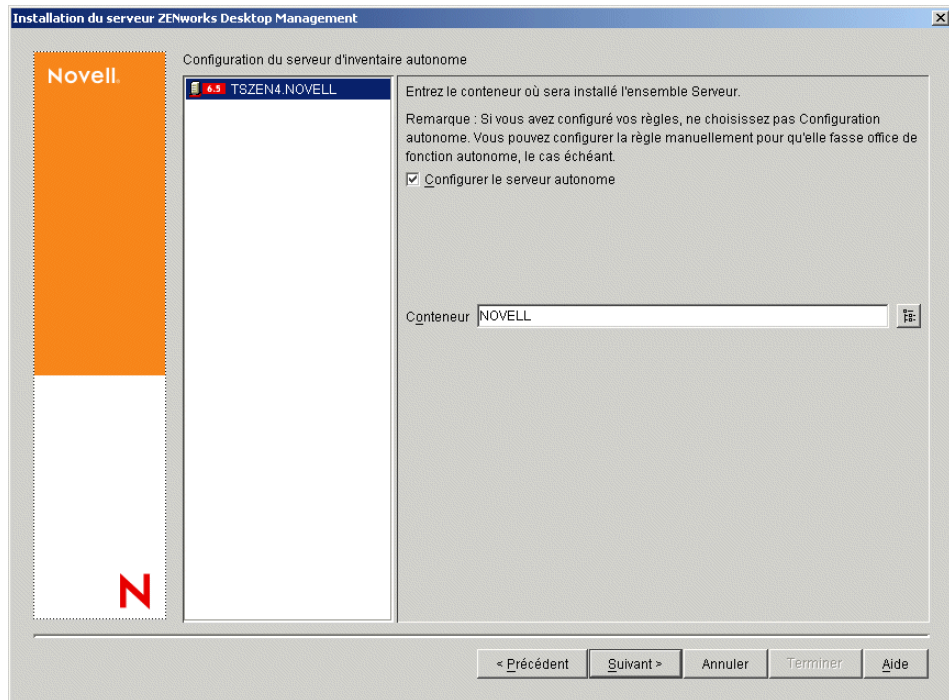 Installation du serveur ZENworks Desktop Management
Novell.
Configuration du serveur d'inventaire autonome
6.5 TSZEN4.NOVELL
Entrez le conteneur où sera installé l'ensemble Serveur.
Remarque : Si vous avez configuré vos règles, ne choisissez pas Configuration
autonome. Vous pouvez configurer la règle manuellement pour qu'elle fasse office de
fonction autonome, le cas échéant.
Configurer le serveur autonome
Conteneur NOVELL
N
< Précédent Suivant > Annuler Terminer Aide